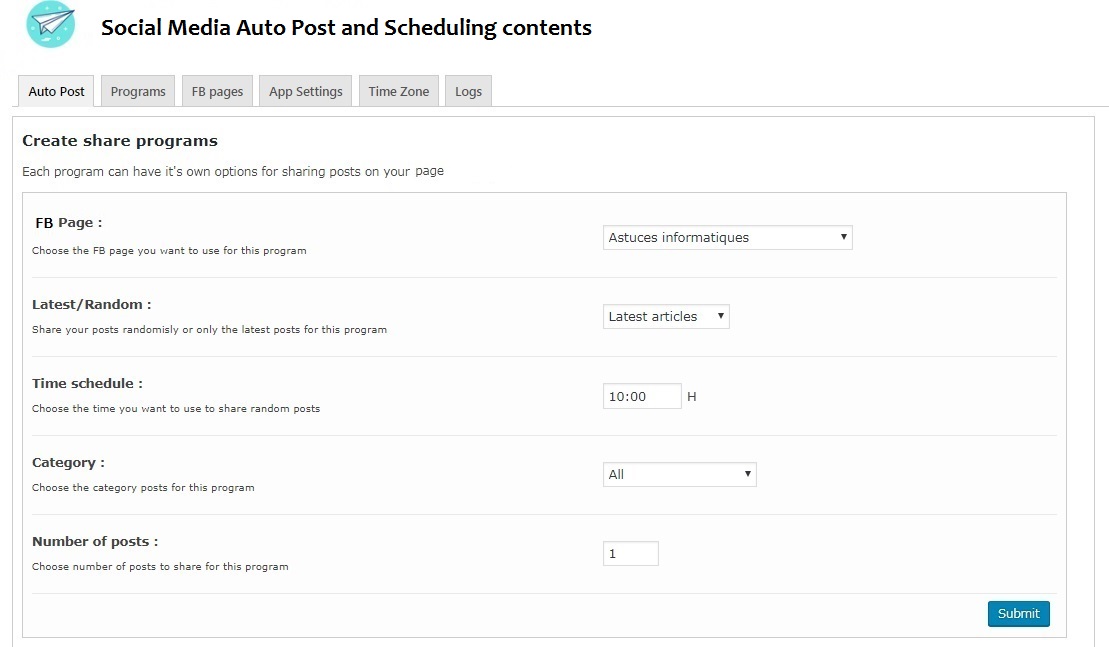 Social Media Auto Post and Scheduling contents
Auto Post Programs FB pages App Settings Time Zone Logs
Create share programs
Each program can have it's own options for sharing posts on your page
FB Page :
Choose the FB page you want to use for this program
Astuces informatiques
Latest/Random :
Share your posts randomisly or only the latest posts for this program
Latest articles
Time schedule :
Choose the time you want to use to share random posts
10:00 H
Category :
Choose the category posts for this program
All
Number of posts :
Choose number of posts to share for this program
1
Submit